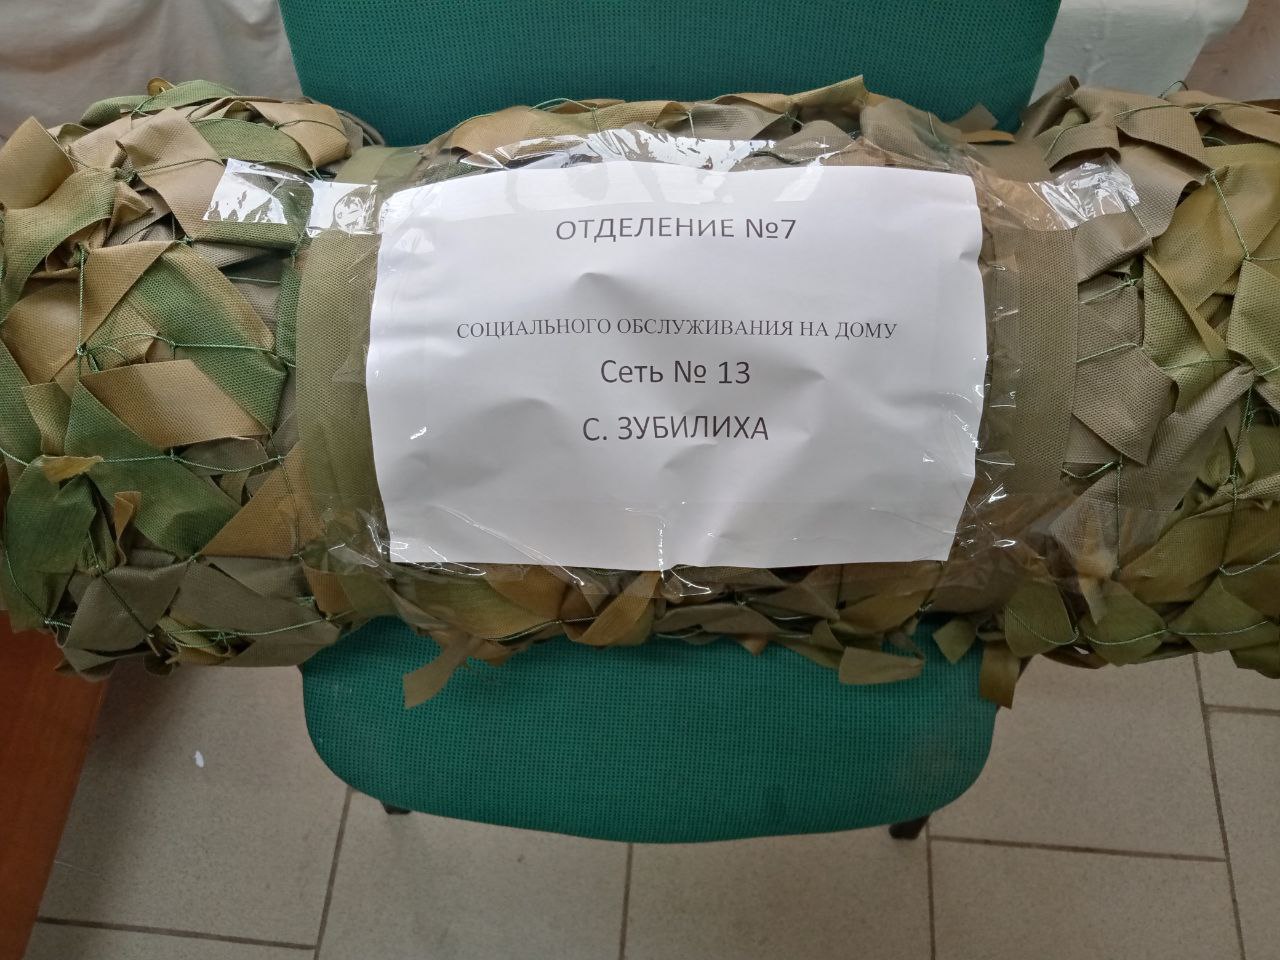 ОТДЕЛЕНИЕ №7
СОЦИАЛЬНОГО ОБСЛУЖИВАНИЯ НА ДОМУ
Сеть № 13
С. ЗУБИЛИХА